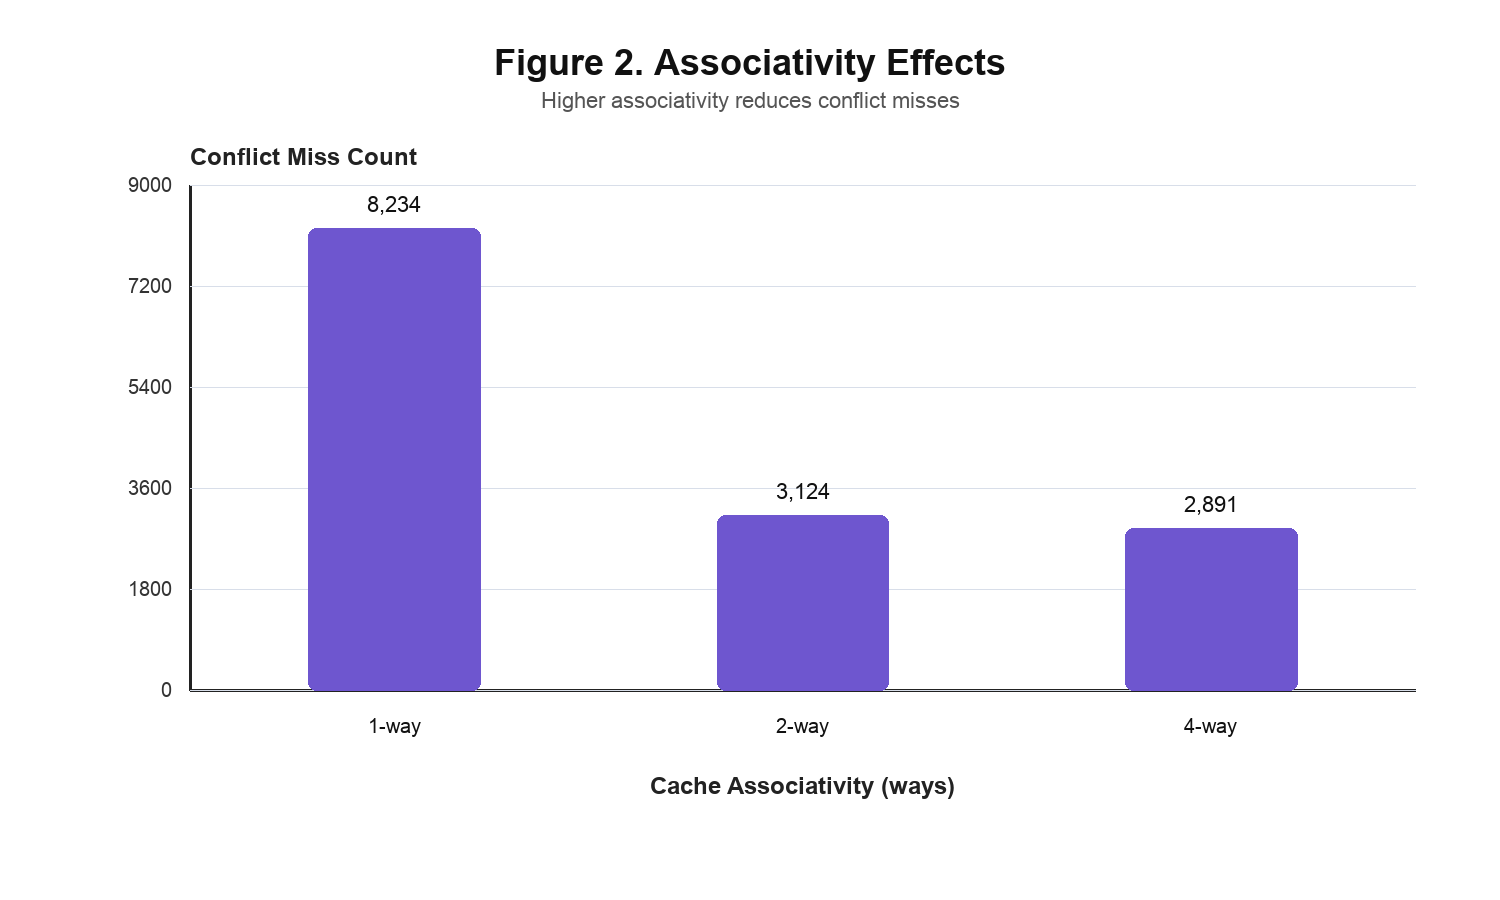 Figure 2. Associativity Effects
Higher associativity reduces conflict misses
Conflict Miss Count
9000
8,234
7200
5400
3600
3,124
2,891
1800
0
1-way
2-way
4-way
Cache Associativity (ways)